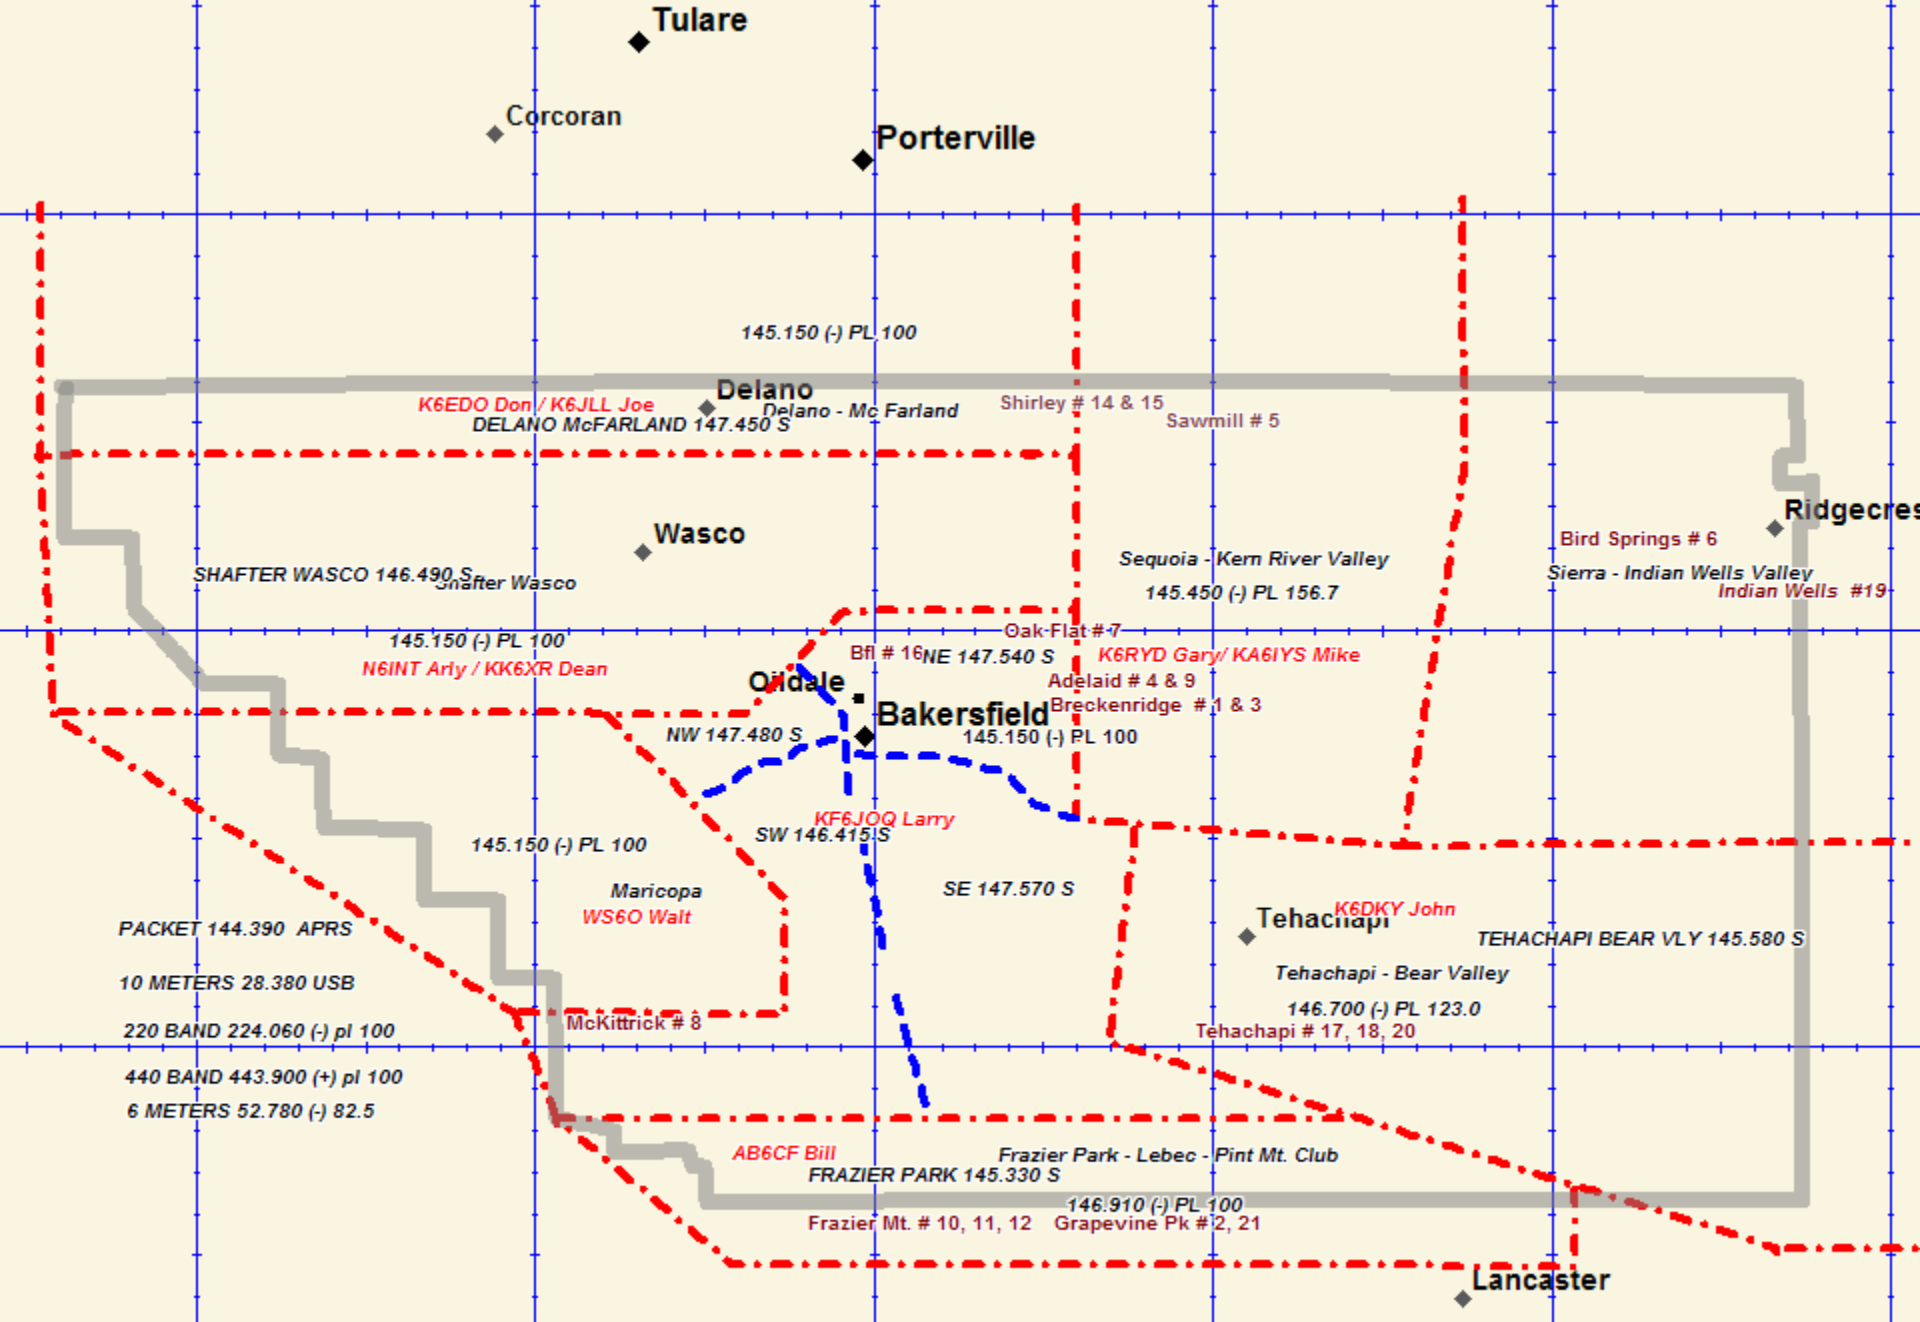 Tulare
Corcoran
Porterville
145.150 (-) PL 100
Delano
K6EDO Don / K6JLL Joe
Delano - Mc Farland
DELANO McFARLAND 147.450 S
Shirley # 14 & 15
Sawmill # 5
Wasco
Ridgecres
Bird Springs # 6
Sequoia - Kern River Valley
Sierra - Indian Wells Valley
SHAFTER WASCO 146.490 S
Shafter Wasco
145.450 (-) PL 156.7
Indian Wells #19
145.150 (-) PL 100
Oak Flat # 7
N6INT Arly / KK6XR Dean
Bfl # 16
NE 147.540 S
K6RYD Gary/ KA6IYS Mike
Oildale
Adelaid # 4 & 9
Breckenridge # 1 & 3
Bakersfield
NW 147.480 S
145.150 (-) PL 100
KF6JOQ Larry
SW 146.415 S
145.150 (-) PL 100
Maricopa
SE 147.570 S
WS6O Walt
K6DKY John
Tehachapi
PACKET 144.390 APRS
TEHACHAPI BEAR VLY 145.580 S
Tehachapi - Bear Valley
10 METERS 28.380 USB
146.700 (-) PL 123.0
McKittrick # 8
Tehachapi # 17, 18, 20
220 BAND 224.060 (-) pl 100
440 BAND 443.900 (+) pl 100
6 METERS 52.780 (-) 82.5
AB6CF Bill
Frazier Park - Lebec - Pint Mt. Club
FRAZIER PARK 145.330 S
146.910 (-) PL 100
Frazier Mt. # 10, 11, 12
Grapevine Pk # 2, 21
Lancaster